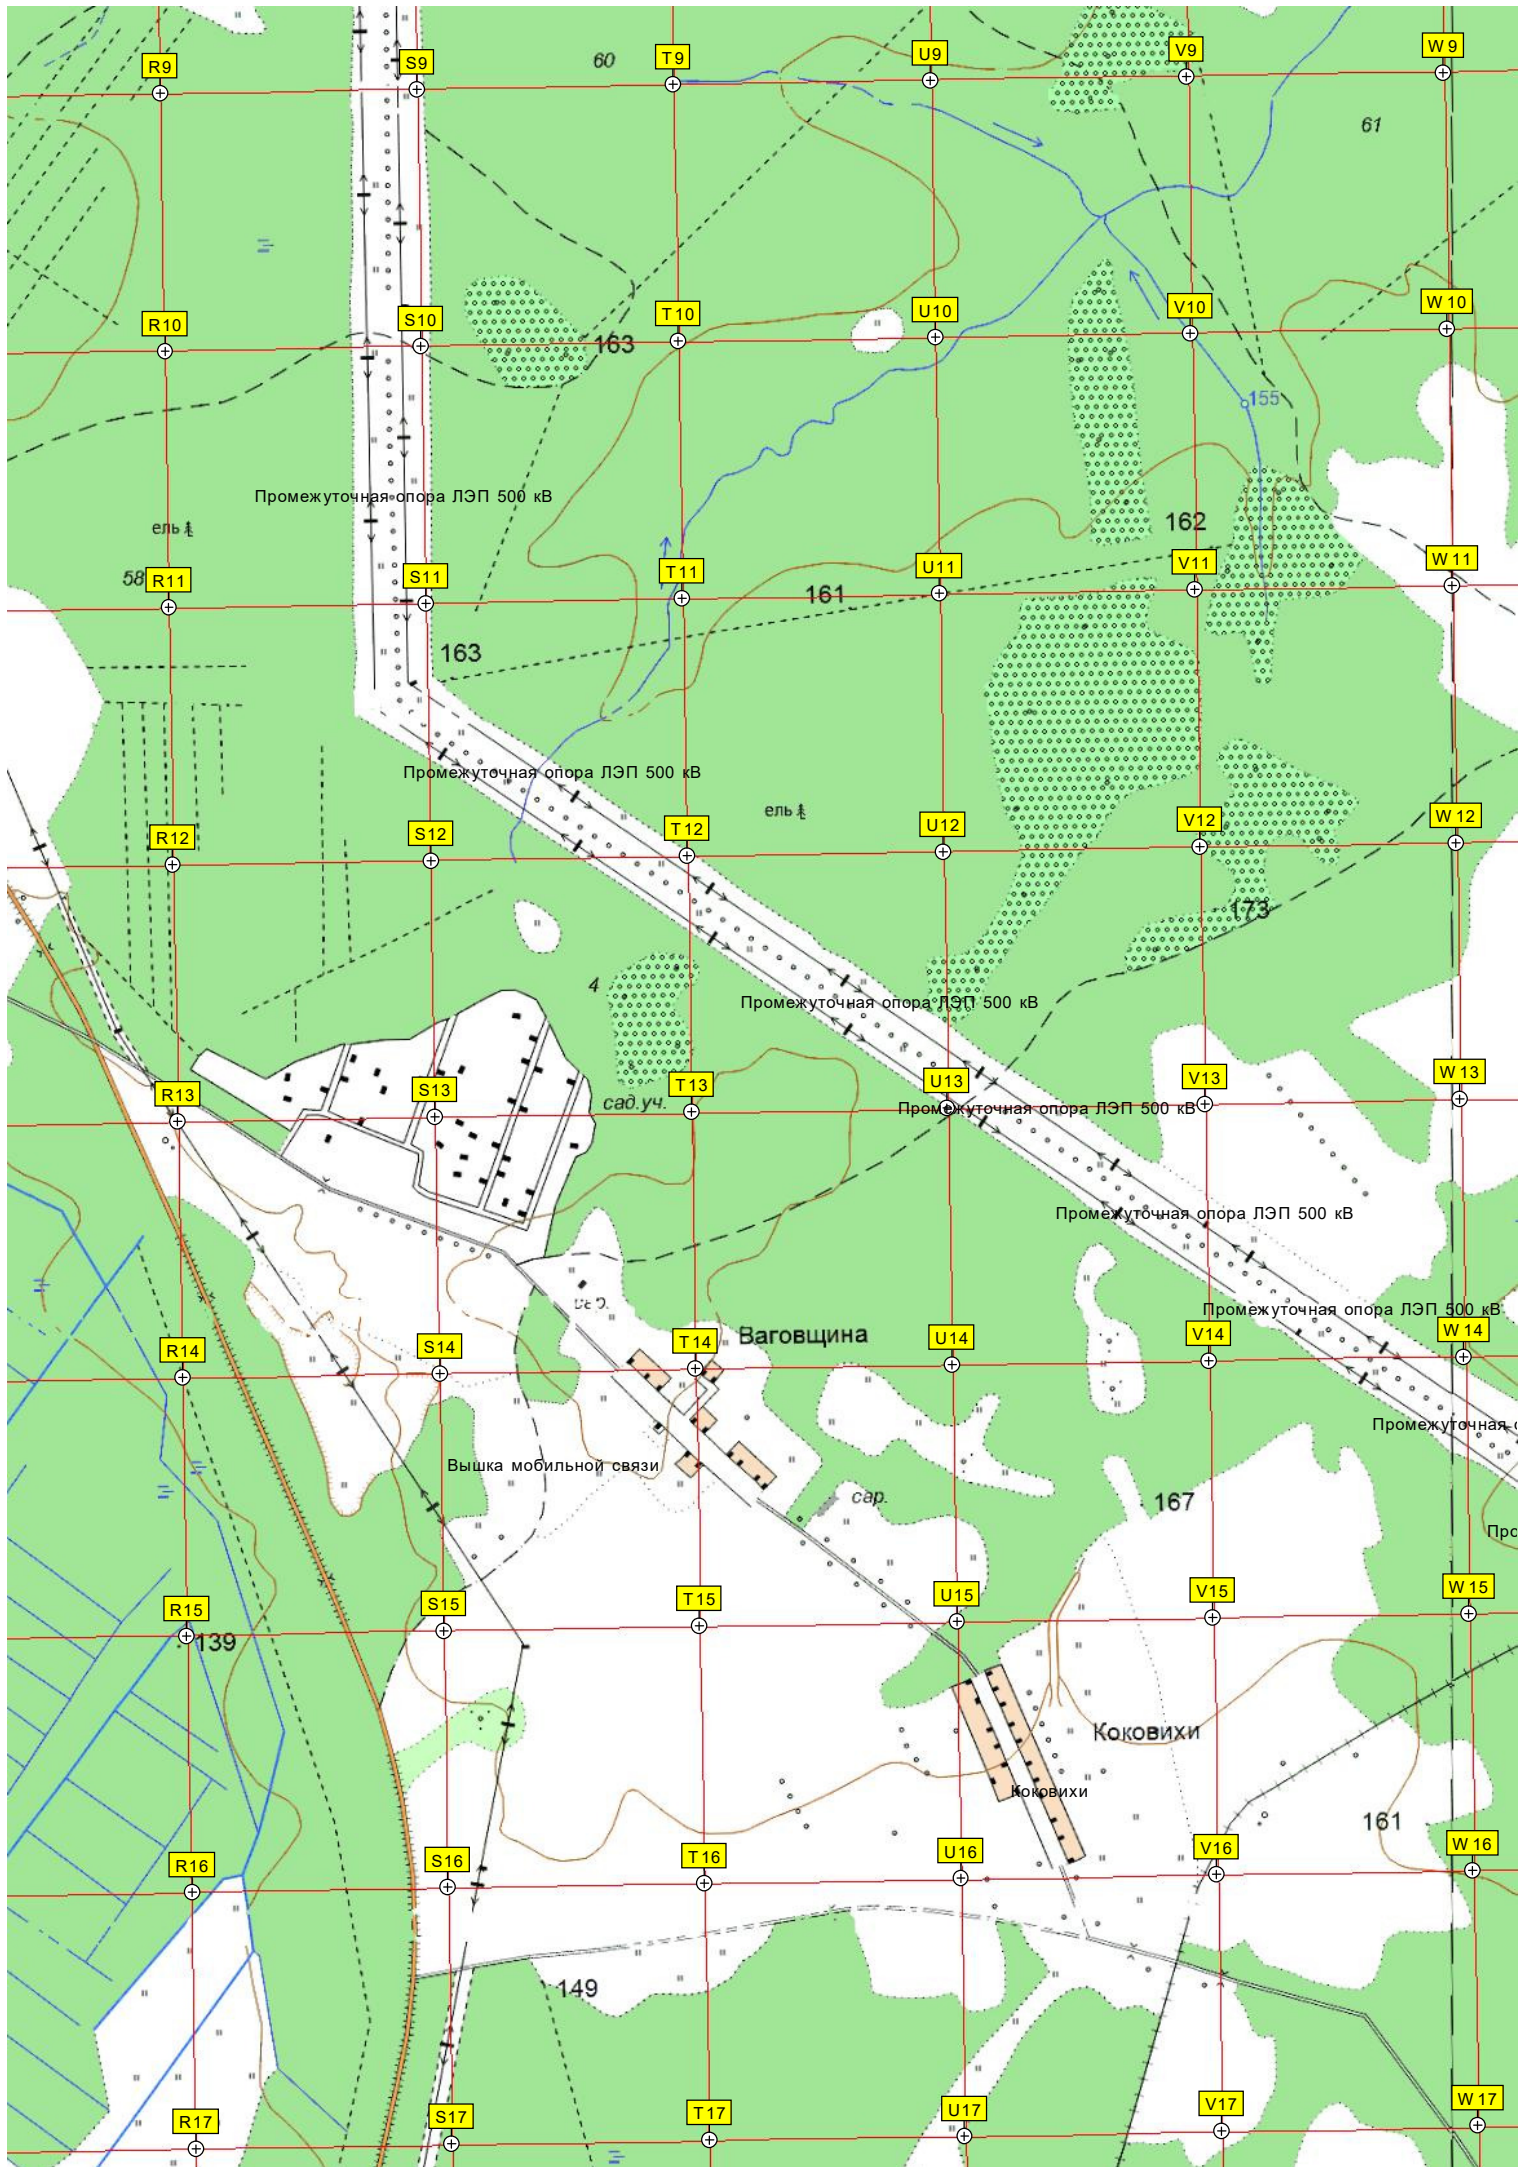 60
R9
S9
T9
U9
V9
W9
61
R10
S10
T10
U10
V10
W10
163
155
Промежуточная опора ЛЭП 500 кВ
ель
162
58
R11
S11
T11
U11
V11
W11
161
163
Промежуточная опора ЛЭП 500 кВ
ель
R12
S12
T12
U12
V12
W12
173
4
Промежуточная опора ЛЭП 500 кВ
R13
S13
T13
U13
V13
W13
сад.уч.
Промежуточная опора ЛЭП 500 кВ
Промежуточная опора ЛЭП 500 кВ
Промежуточная опора ЛЭП 500 кВ
Ваговщина
R14
S14
T14
U14
V14
W14
Промежуточная
Вышка мобильной связи
сар.
167
Про
R15
S15
T15
U15
V15
W15
139
Коковихи
Коковихи
161
R16
S16
T16
U16
V16
W16
149
R17
S17
T17
U17
V17
W17